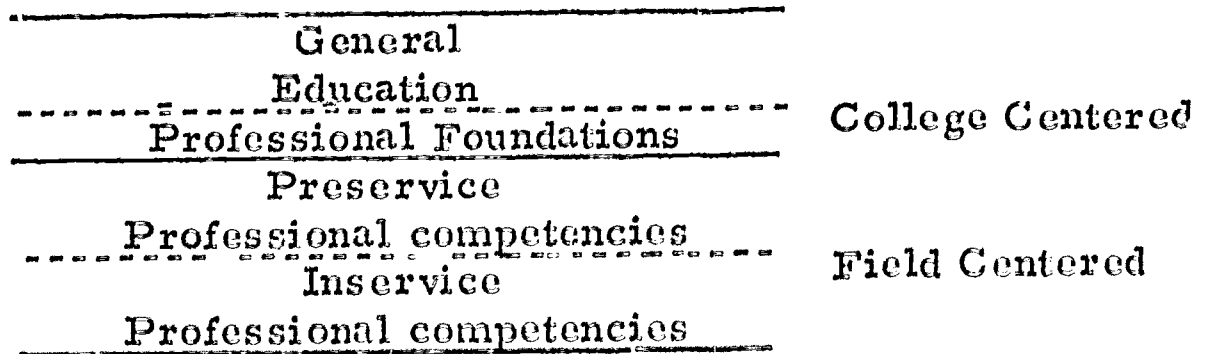 General
Education
College Centered
Professional Foundations
Preservice
Professional competencies
Field Centered
Inservice
Professional competencies